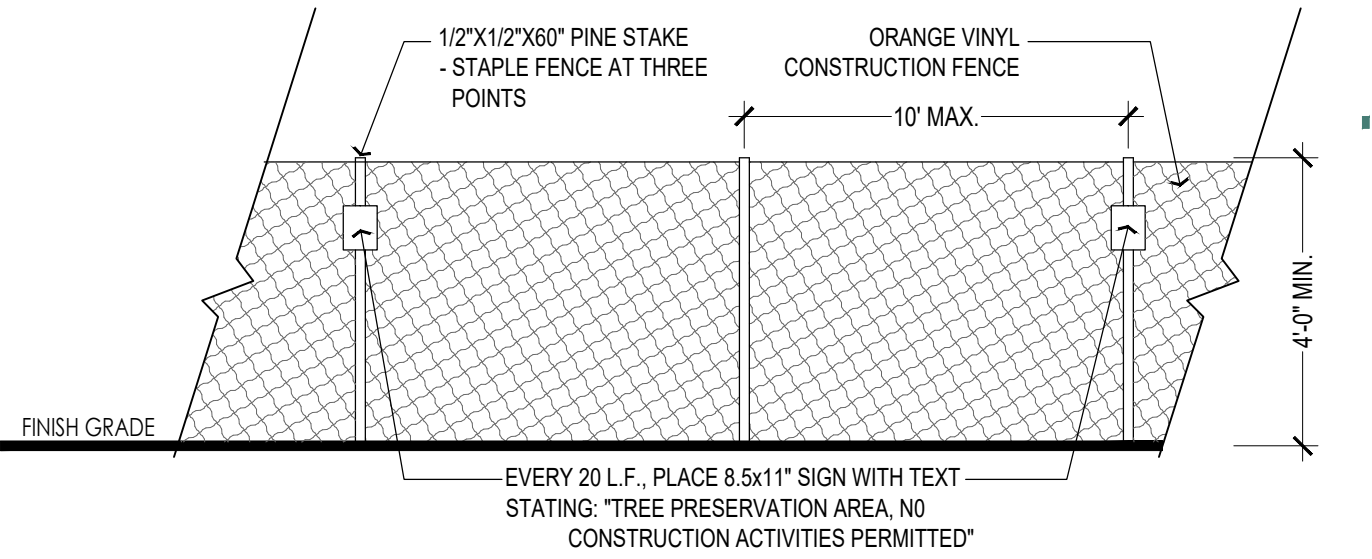 1/2"X1/2"X60" PINE STAKE
- STAPLE FENCE AT THREE
POINTS
ORANGE VINYL
CONSTRUCTION FENCE
10' MAX.
4'-0" MIN.
FINISH GRADE
EVERY 20 L.F., PLACE 8.5x11" SIGN WITH TEXT
STATING: "TREE PRESERVATION AREA, N0
CONSTRUCTION ACTIVITIES PERMITTED"